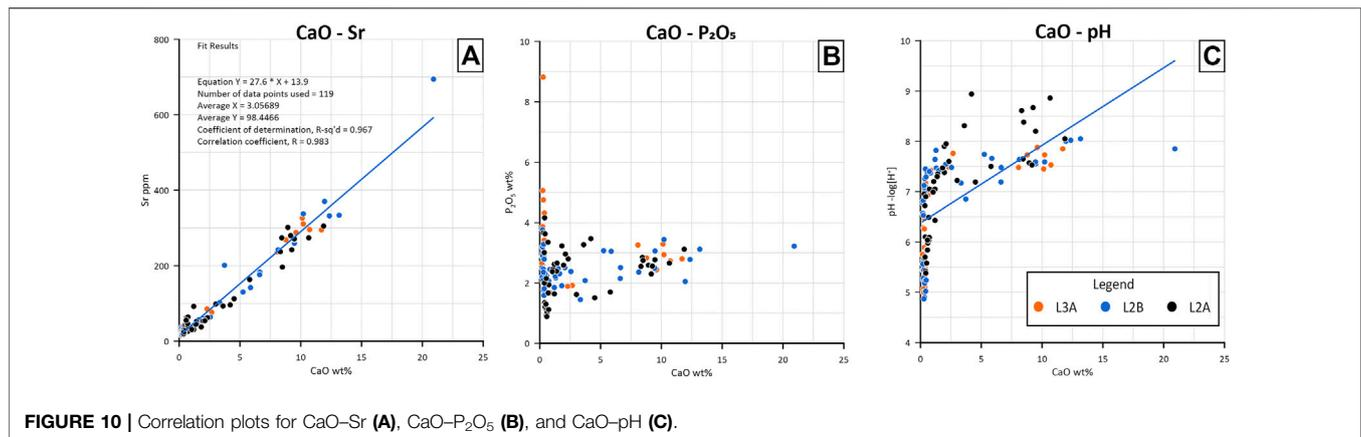 CaO - Sr
A
Fit Results
Equation Y = 27.6 * X + 13.9
Number of data points used = 119
Average X = 3.05689
Average Y = 98.4466
Coefficient of determination, R-sq'd = 0.967
Correlation coefficient, R = 0.983
Sr ppm
800
600
400
200
0
0 5 10 15 20 25
CaO wt%
CaO - P₂O₅
B
P₂O₅ wt%
10
8
6
4
2
0
0 5 10 15 20 25
CaO wt%
CaO - pH
C
pH -log[H⁺]
10
9
8
7
6
5
4
Legend
L3A L2B L2A
0 5 10 15 20 25
CaO wt%
FIGURE 10 | Correlation plots for CaO–Sr (A), CaO–P₂O₅ (B), and CaO–pH (C).